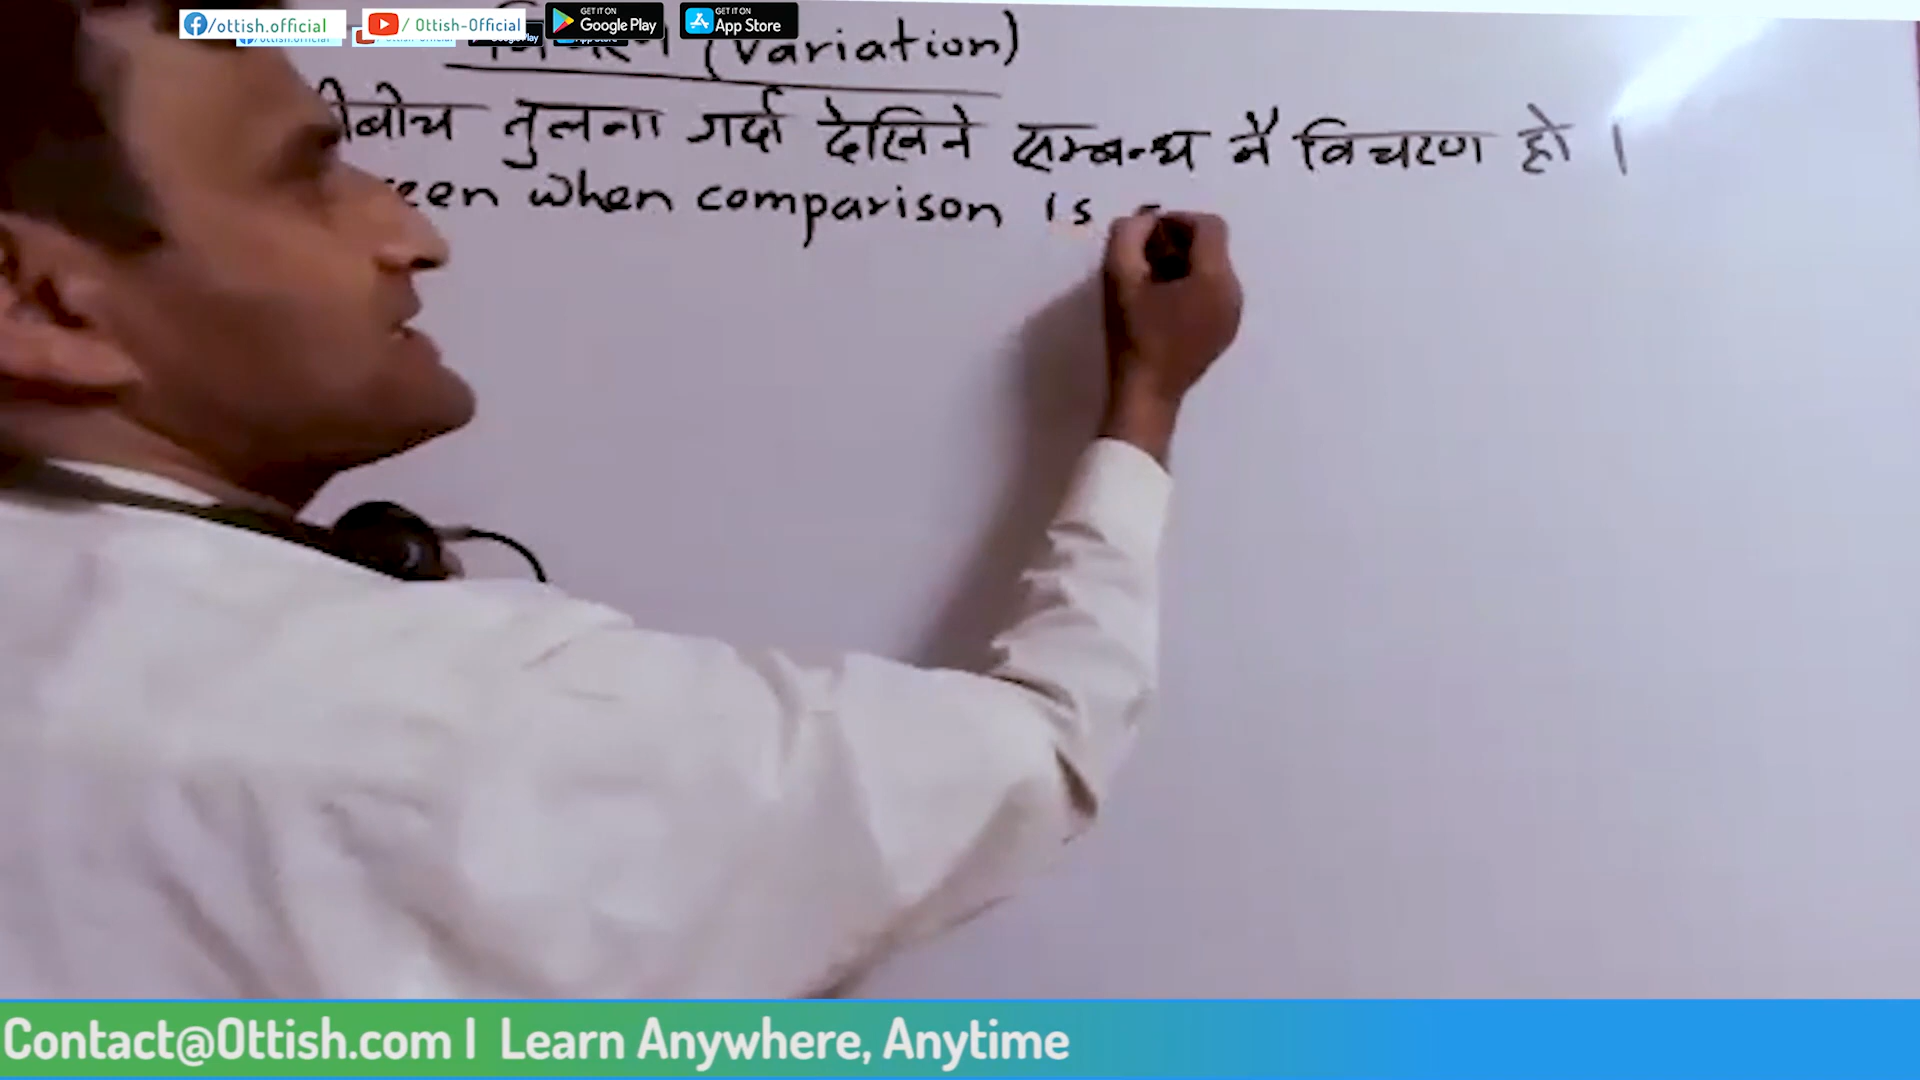 /ottish.official / Ottish-Official GET IT ON Google Play GET IT ON App Store
(Variation)
तुलना गर्दा देखिने सम्बन्ध नै विचरण हो ।
when comparison is
Contact@Ottish.com | Learn Anywhere, Anytime